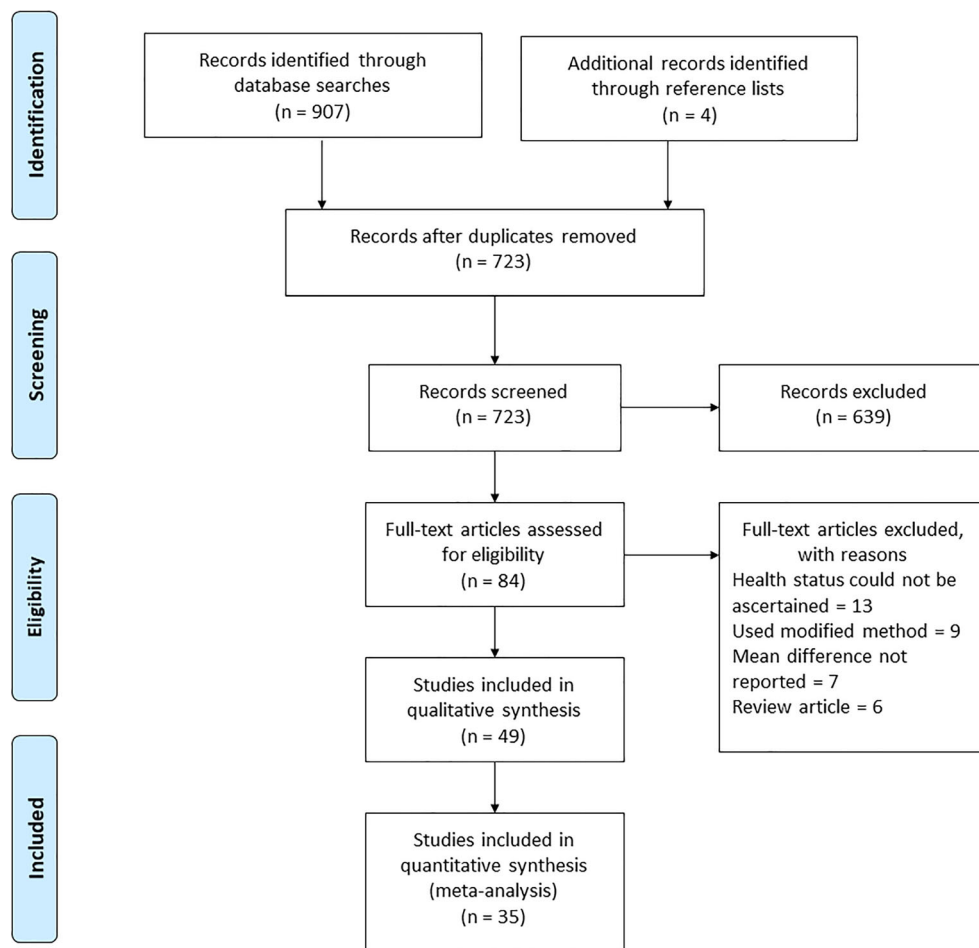 Identification
Records identified through
database searches
(n = 907)
Additional records identified
through reference lists
(n = 4)
Records after duplicates removed
(n = 723)
Screening
Records screened
(n = 723)
Records excluded
(n = 639)
Eligibility
Full-text articles assessed
for eligibility
(n = 84)
Full-text articles excluded,
with reasons
Health status could not be
ascertained = 13
Used modified method = 9
Mean difference not
reported = 7
Review article = 6
Studies included in
qualitative synthesis
(n = 49)
Included
Studies included in
quantitative synthesis
(meta-analysis)
(n = 35)